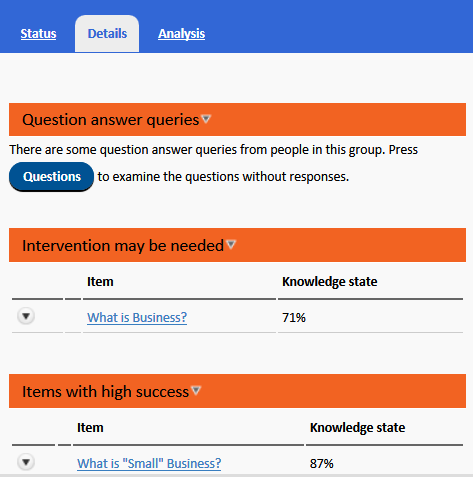 Status Details Analysis
Question answer queries
There are some question answer queries from people in this group. Press
Questions to examine the questions without responses.
Intervention may be needed
Item Knowledge state
What is Business? 71%
Items with high success
Item Knowledge state
What is "Small" Business? 87%